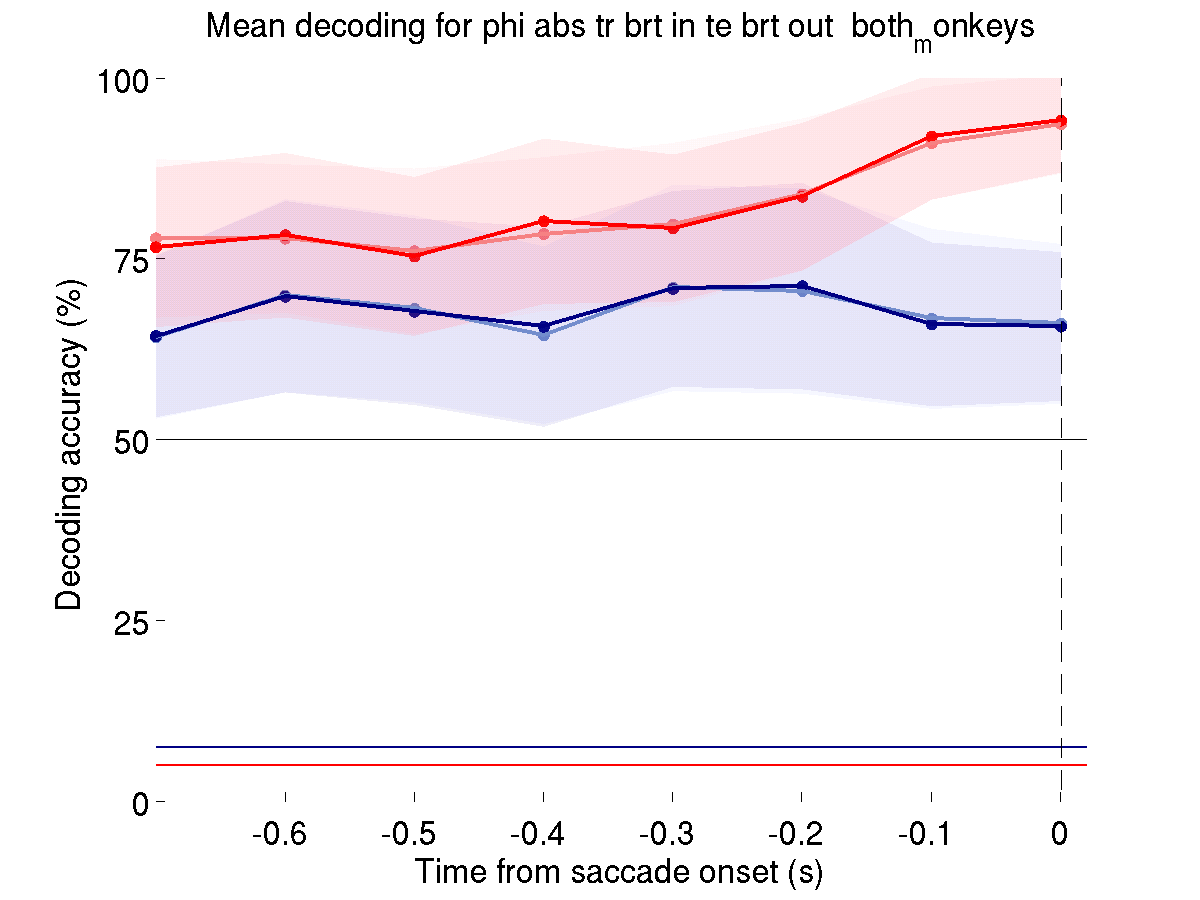 Mean decoding for phi abs tr brt in te brt out  both_monkeys
100
75
50
25
0
Decoding accuracy (%)
-0.6 -0.5 -0.4 -0.3 -0.2 -0.1 0
Time from saccade onset (s)